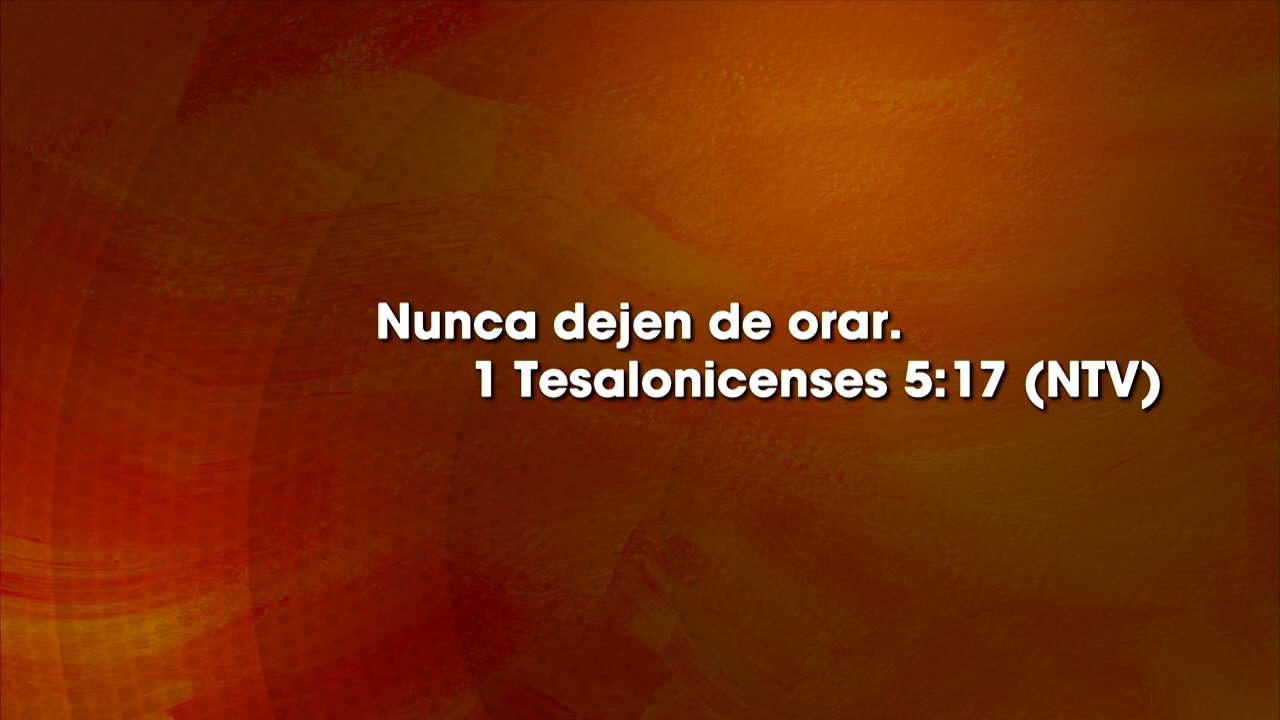 Nunca dejen de orar.
1 Tesalonicenses 5:17 (NTV)